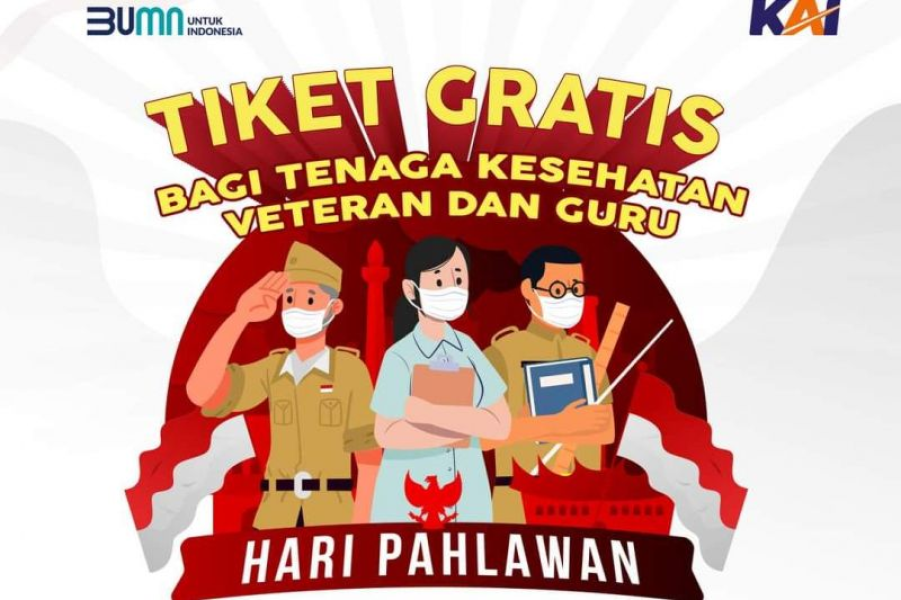 BUMN UNTUK INDONESIA
KAI
TIKET GRATIS
BAGI TENAGA KESEHATAN
VETERAN DAN GURU
HARI PAHLAWAN